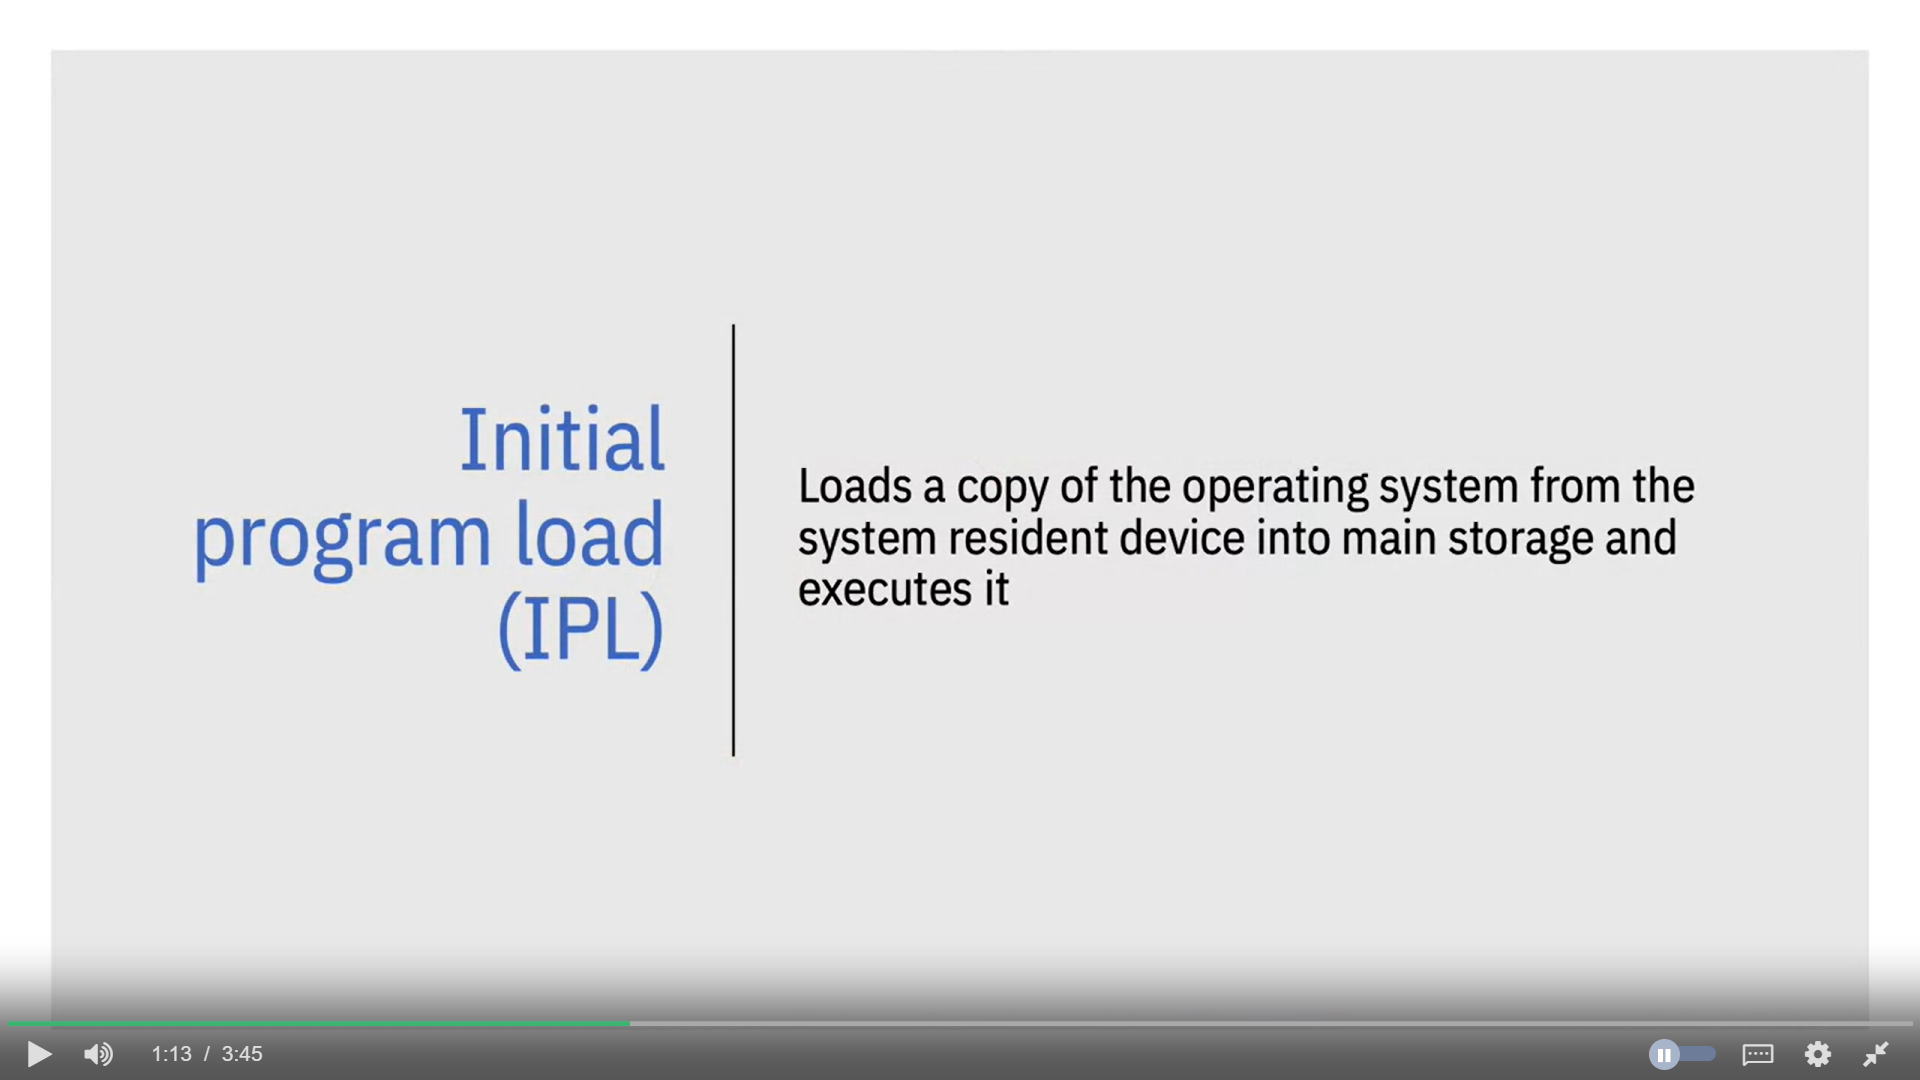 Initial
program load
(IPL)
Loads a copy of the operating system from the
system resident device into main storage and
executes it
1:13 / 3:45